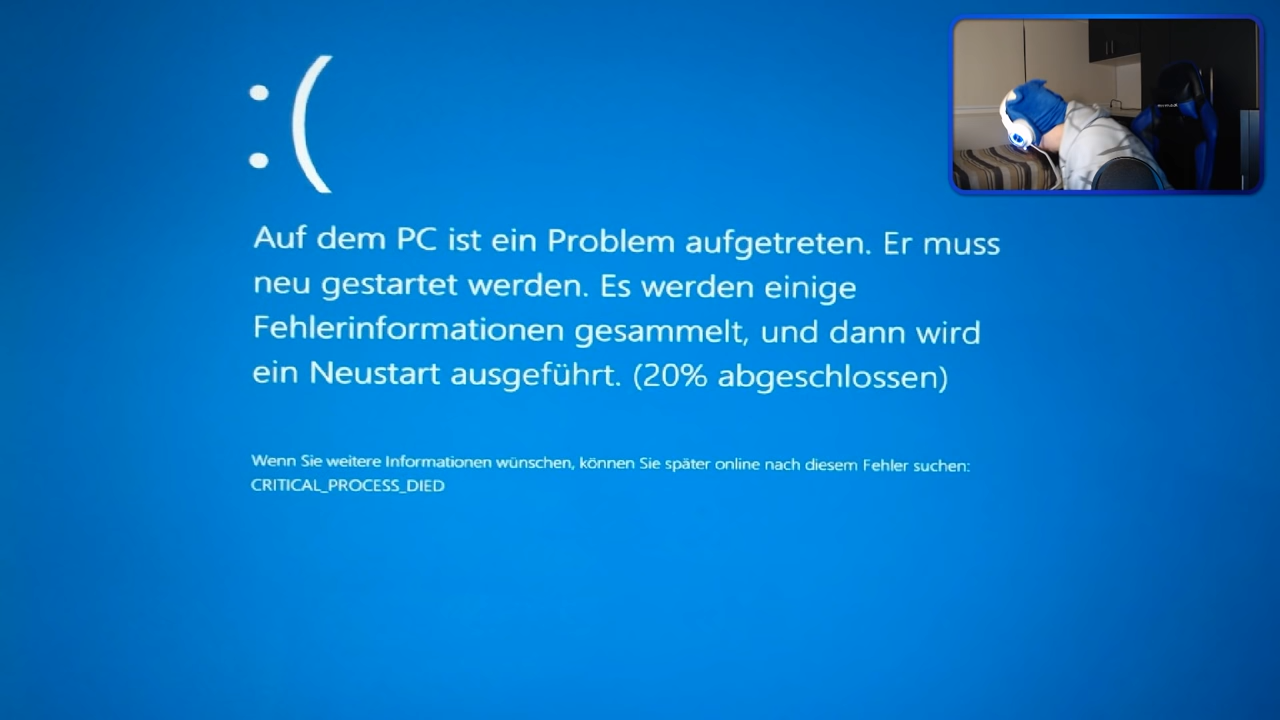 :(
Auf dem PC ist ein Problem aufgetreten. Er muss
neu gestartet werden. Es werden einige
Fehlerinformationen gesammelt, und dann wird
ein Neustart ausgeführt. (20% abgeschlossen)
Wenn Sie weitere Informationen wünschen, können Sie später online nach diesem Fehler suchen:
CRITICAL_PROCESS_DIED